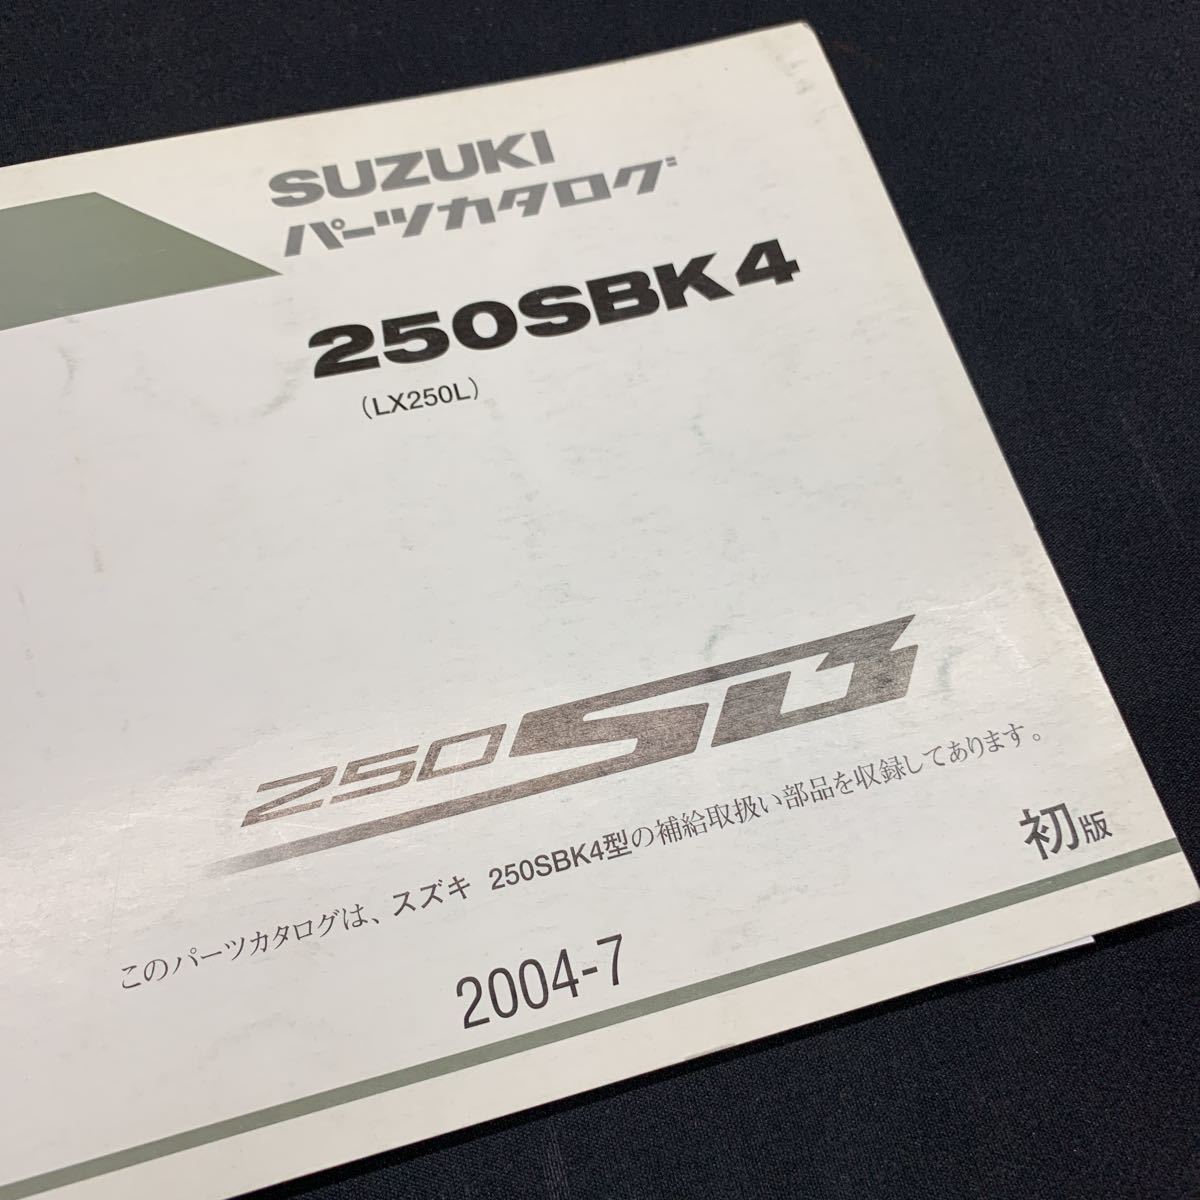 SUZUKI
パーツカタログ
250SBK4
(LX250L)
250SB
このパーツカタログは、スズキ 250SBK4型の補給取扱い部品を収録してあります。
初版
2004-7